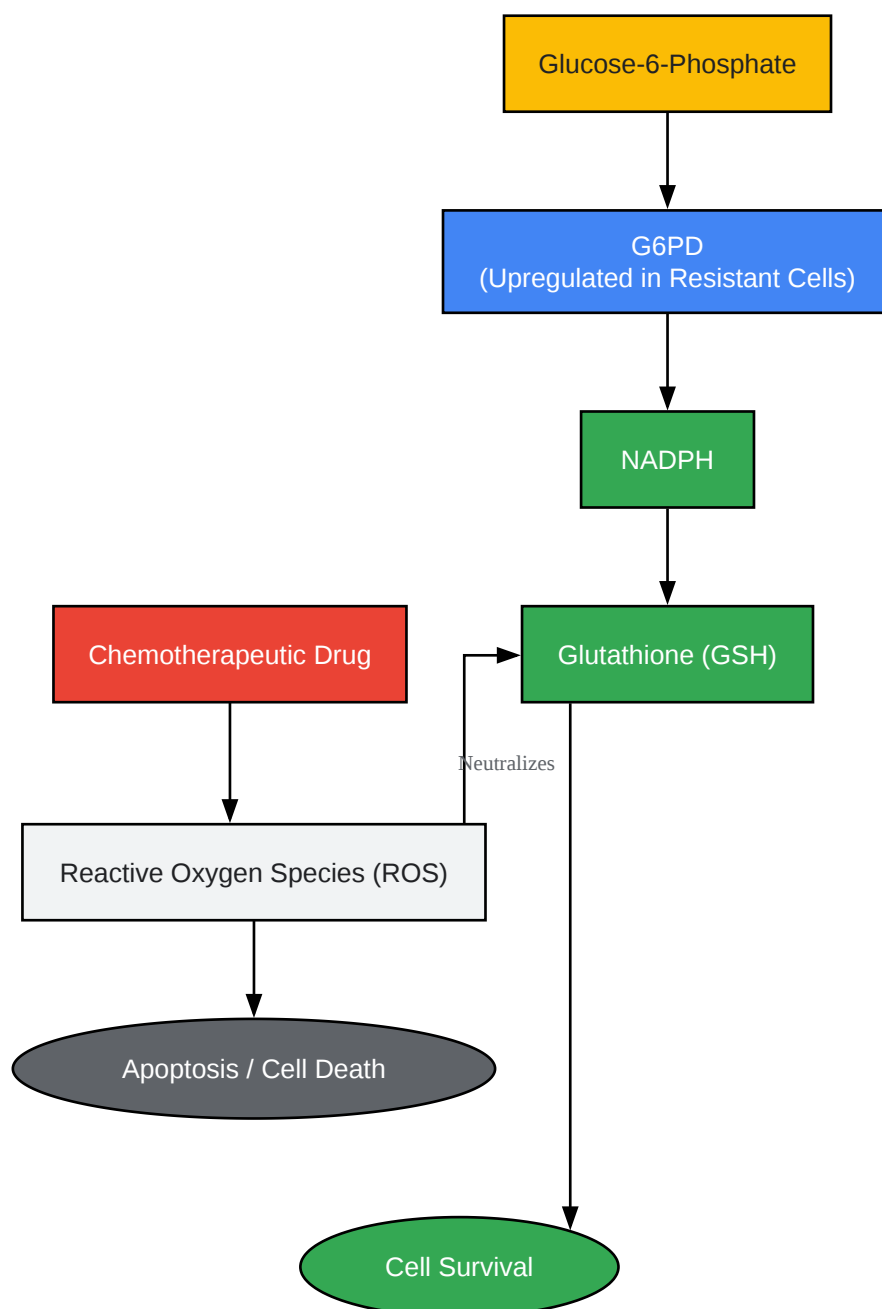 Glucose-6-Phosphate
G6PD
(Upregulated in Resistant Cells)
NADPH
Chemotherapeutic Drug
Glutathione (GSH)
Neutralizes
Reactive Oxygen Species (ROS)
Apoptosis / Cell Death
Cell Survival